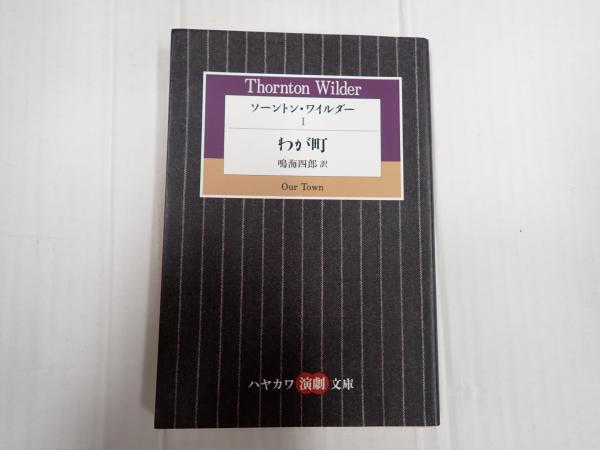 Thornton Wilder
ソーントン・ワイルダー
I
わが町
鳴海四郎 訳
Our Town
ハヤカワ演劇文庫